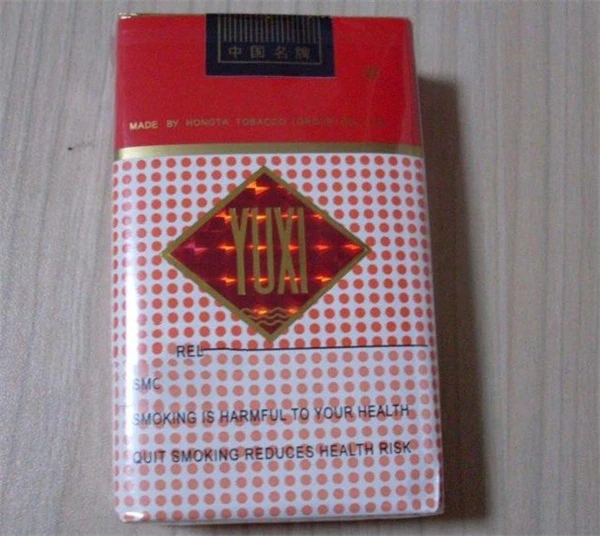 中国名牌
MADE BY HONGTA TOBACCO (GROUP) CO., LTD.
YUXI
REL
SMC
SMOKING IS HARMFUL TO YOUR HEALTH
QUIT SMOKING REDUCES HEALTH RISK